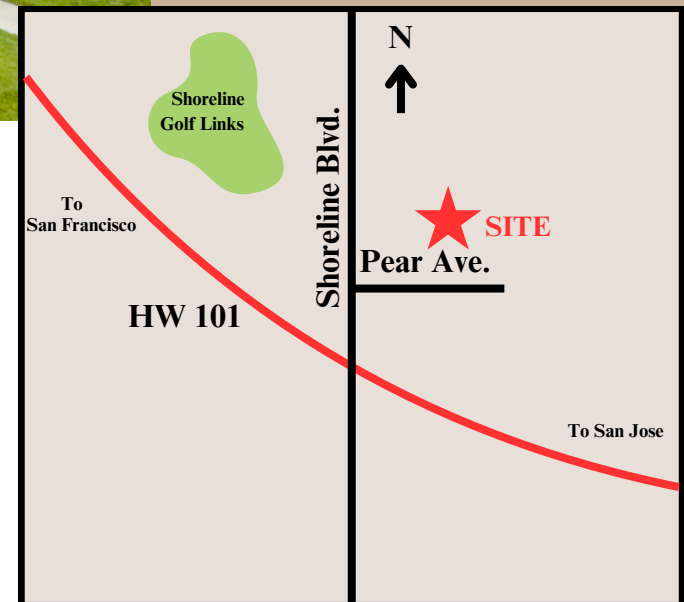 N
Shoreline
Golf Links
Shoreline Blvd.
To
San Francisco
SITE
Pear Ave.
HW 101
To San Jose